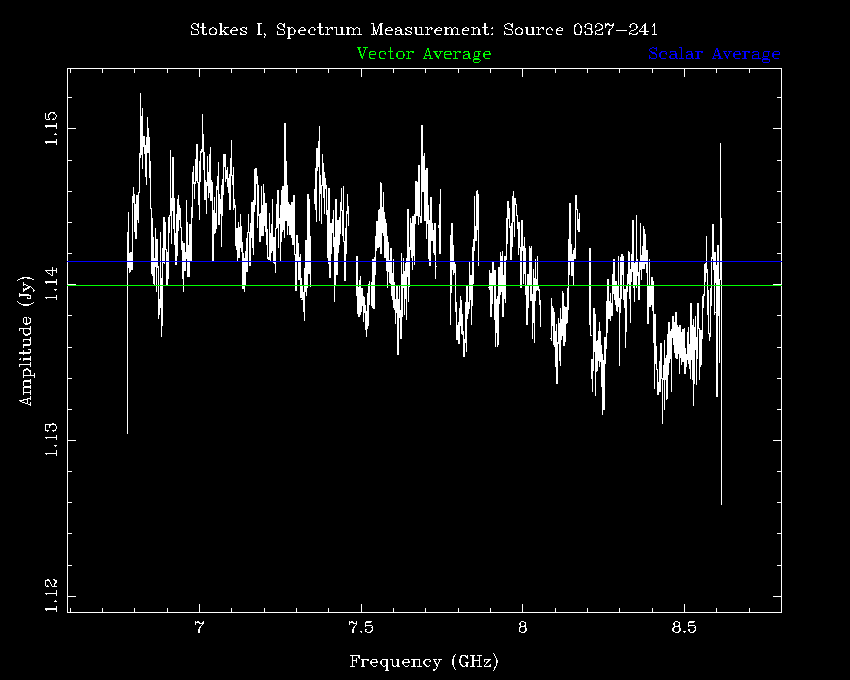 Stokes I, Spectrum Measurement: Source 0327-241
Vector Average
Scalar Average
1.15
1.14
1.13
1.12
Amplitude (Jy)
7
7.5
8
8.5
Frequency (GHz)